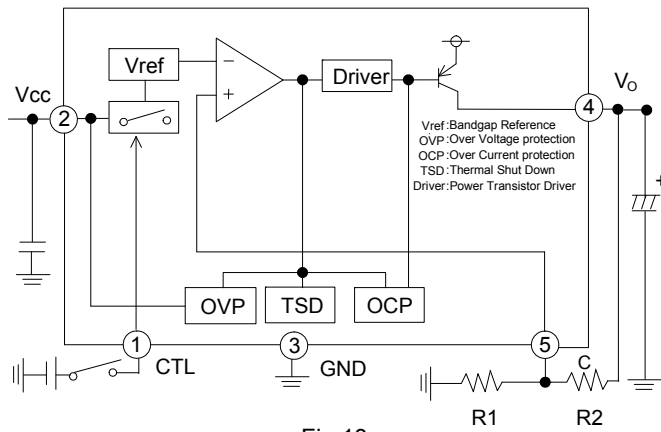 Vref
−
+
Driver
Vcc
2
4
Vo
Vref:Bandgap Reference
OVP:Over Voltage protection
OCP:Over Current protection
TSD:Thermal Shut Down
Driver:Power Transistor Driver
+
OVP
TSD
OCP
1
CTL
3
GND
5
C
R1
R2